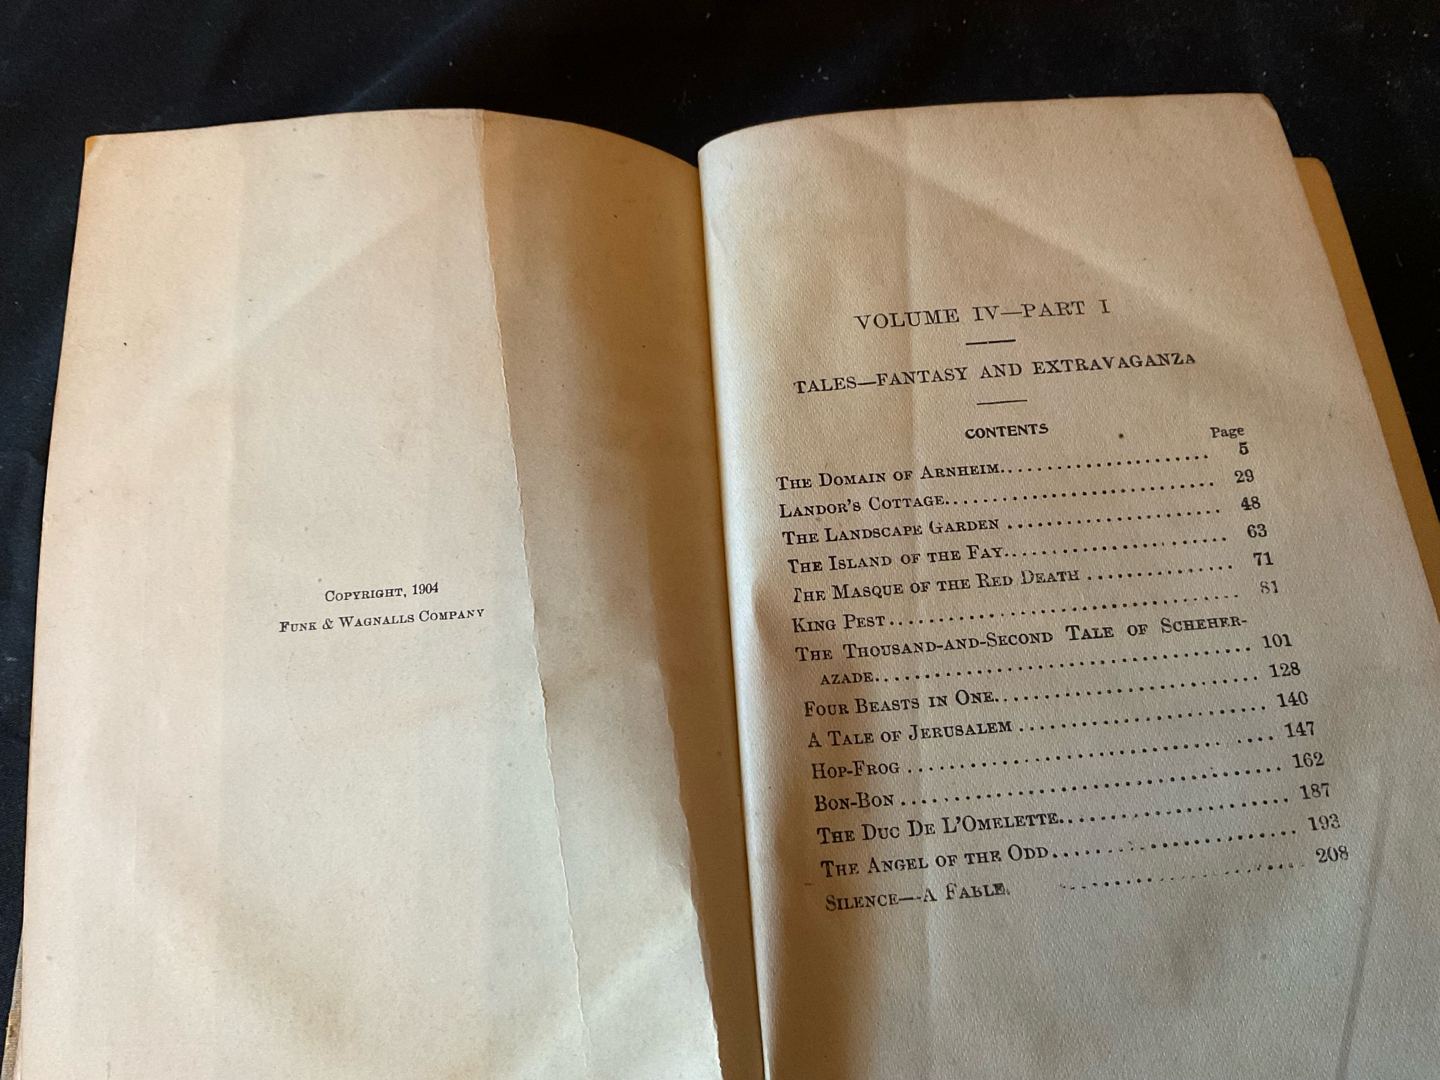 COPYRIGHT, 1904
FUNK & WAGNALLS COMPANY
VOLUME IV—PART I
TALES—FANTASY AND EXTRAVAGANZA
CONTENTS
Page
THE DOMAIN OF ARNHEIM........................ 5
LANDOR'S COTTAGE............................. 29
THE LANDSCAPE GARDEN ........................ 48
THE ISLAND OF THE FAY........................ 63
THE MASQUE OF THE RED DEATH ............... 71
KING PEST.................................... 81
THE THOUSAND-AND-SECOND TALE OF SCHEHER-
AZADE........................................ 101
FOUR BEASTS IN ONE........................... 128
A TALE OF JERUSALEM ......................... 140
HOP-FROG .................................... 147
BON-BON ..................................... 162
THE DUC DE L'OMELETTE........................ 187
THE ANGEL OF THE ODD......................... 193
SILENCE—A FABLE. ......................... 208